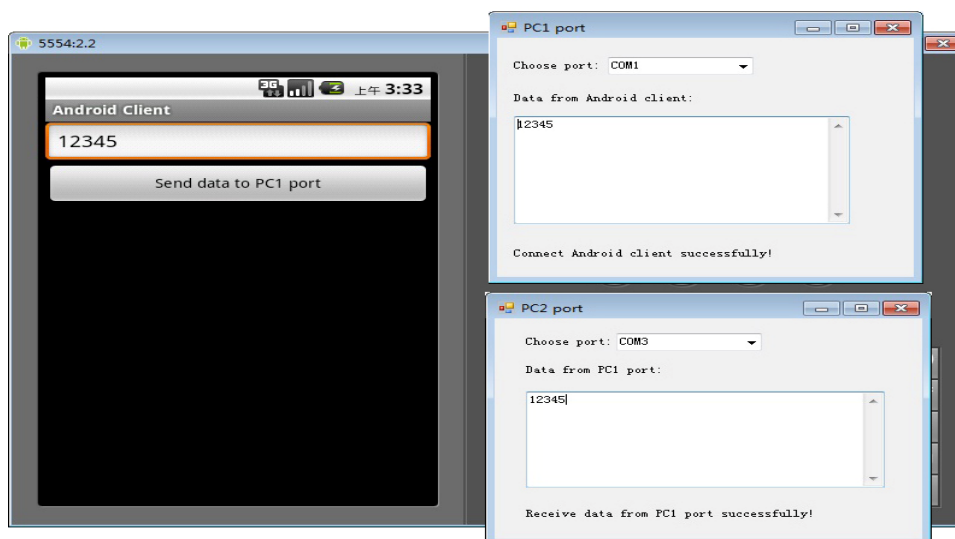 5554:2.2
3G 上午 3:33
Android Client
12345
Send data to PC1 port
PC1 port
Choose port: COM1
Data from Android client:
12345
Connect Android client successfully!
PC2 port
Choose port: COM3
Data from PC1 port:
12345
Receive data from PC1 port successfully!